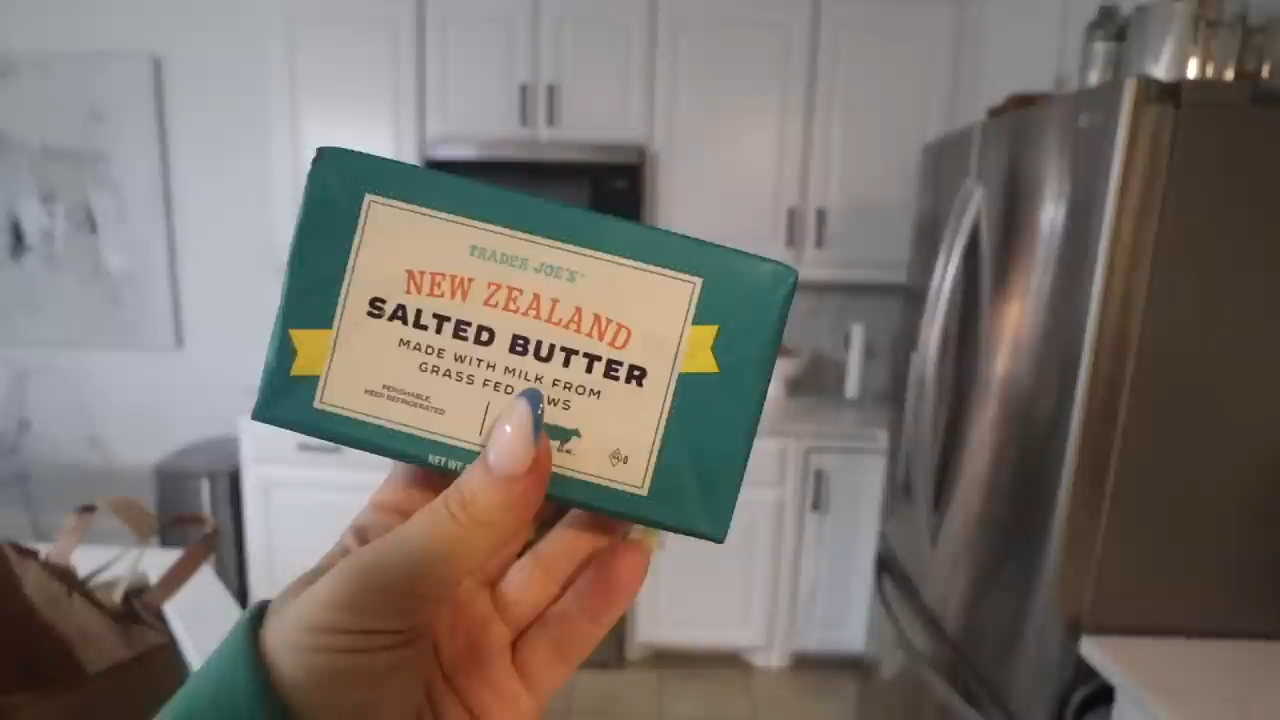 TRADER JOE'S
NEW ZEALAND
SALTED BUTTER
MADE WITH MILK FROM
GRASS FED
PERISHABLE,
KEEP REFRIGERATED
NET WT